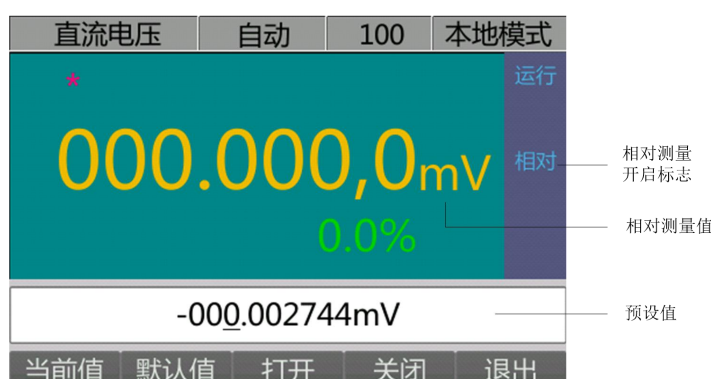 直流电压 自动 100 本地模式
*
运行
000.000,0mV
相对
相对测量
开启标志
0.0%
相对测量值
-000.002744mV
预设值
当前值 默认值 打开 关闭 退出